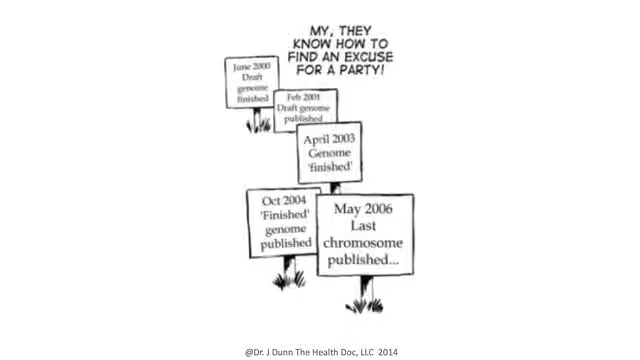 MY, THEY
KNOW HOW TO
FIND AN EXCUSE
FOR A PARTY!
June 2000
Draft
genome
finished
Feb 2001
Draft genome
published...
April 2003
Genome
'finished'
Oct 2004
'Finished'
genome
published
May 2006
Last
chromosome
published...
@Dr. J Dunn The Health Doc, LLC 2014